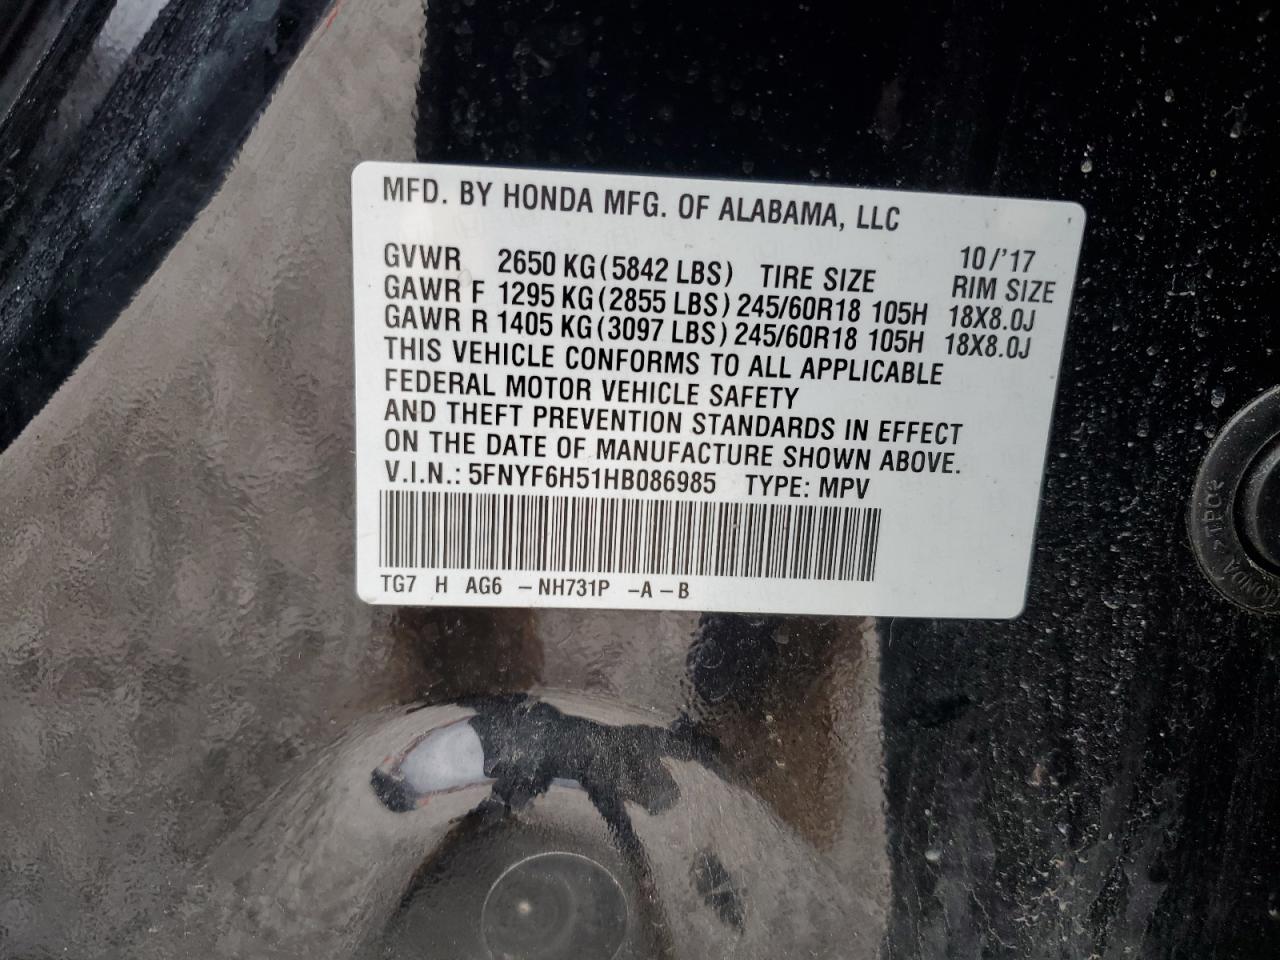 MFD. BY HONDA MFG. OF ALABAMA, LLC
10/'17
GVWR 2650 KG(5842 LBS) TIRE SIZE RIM SIZE
GAWR F 1295 KG(2855 LBS) 245/60R18 105H 18X8.0J
GAWR R 1405 KG(3097 LBS) 245/60R18 105H 18X8.0J
THIS VEHICLE CONFORMS TO ALL APPLICABLE
FEDERAL MOTOR VEHICLE SAFETY
AND THEFT PREVENTION STANDARDS IN EFFECT
ON THE DATE OF MANUFACTURE SHOWN ABOVE.
V.I.N.: 5FNYF6H51HB086985 TYPE: MPV
TG7 H AG6 -NH731P -A-B
HONDA